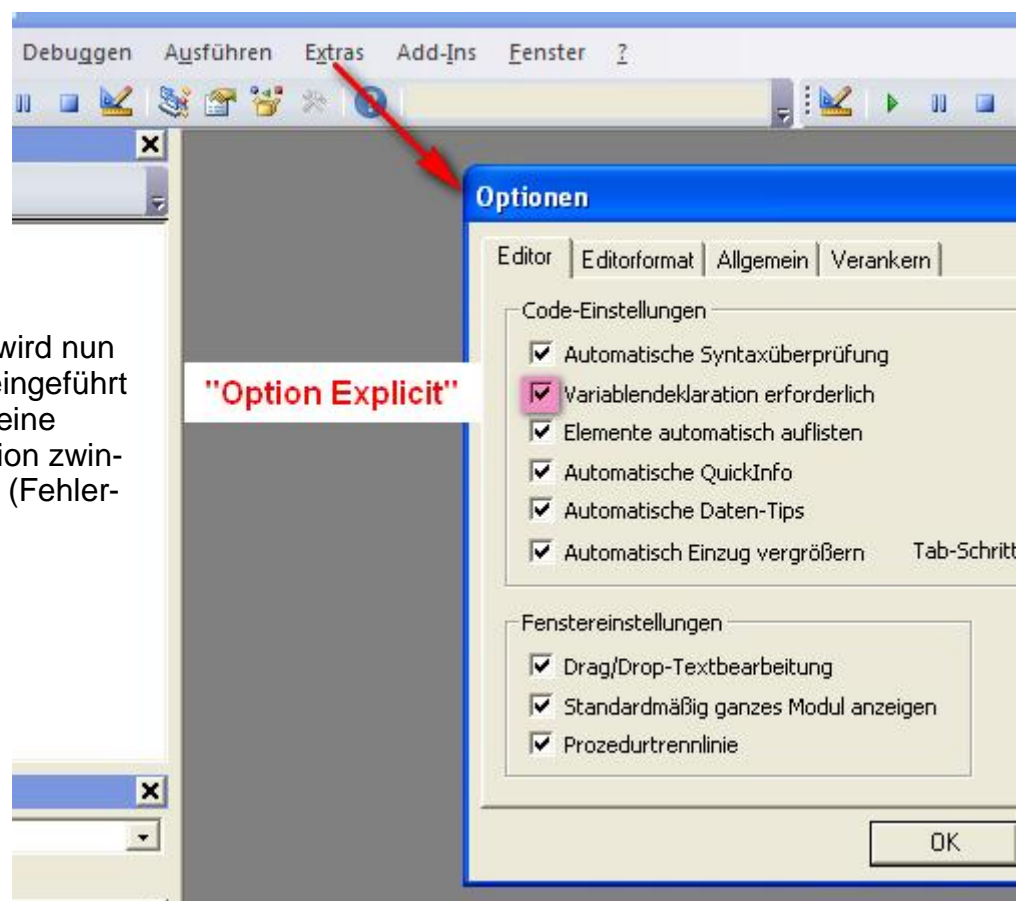 Debuggen Ausführen Extras Add-Ins Fenster ?
Optionen
Editor Editorformat Allgemein Verankern
Code-Einstellungen
Automatische Syntaxüberprüfung
wird nun
eingeführt
eine
ion zwin-
(Fehler-
"Option Explicit"
Variablendeklaration erforderlich
Elemente automatisch auflisten
Automatische QuickInfo
Automatische Daten-Tips
Automatisch Einzug vergrößern Tab-Schritt
Fenstereinstellungen
Drag/Drop-Textbearbeitung
Standardmäßig ganzes Modul anzeigen
Prozedurtrennlinie
OK